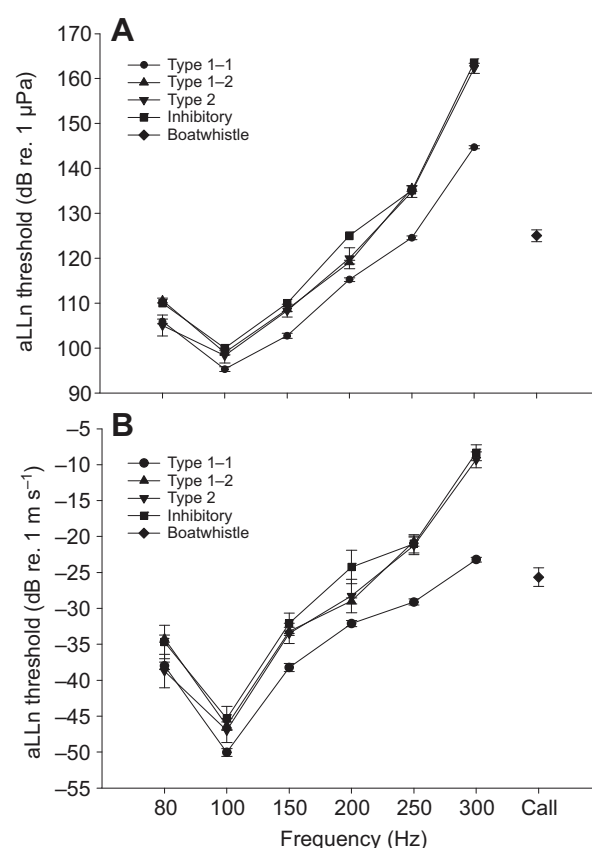 A
170
160
150
140
130
120
110
100
90
aLLn threshold (dB re. 1 µPa)
Type 1–1
Type 1–2
Type 2
Inhibitory
Boatwhistle
B
–5
–10
–15
–20
–25
–30
–35
–40
–45
–50
–55
aLLn threshold (dB re. 1 m s⁻¹)
Type 1–1
Type 1–2
Type 2
Inhibitory
Boatwhistle
80 100 150 200 250 300 Call
Frequency (Hz)